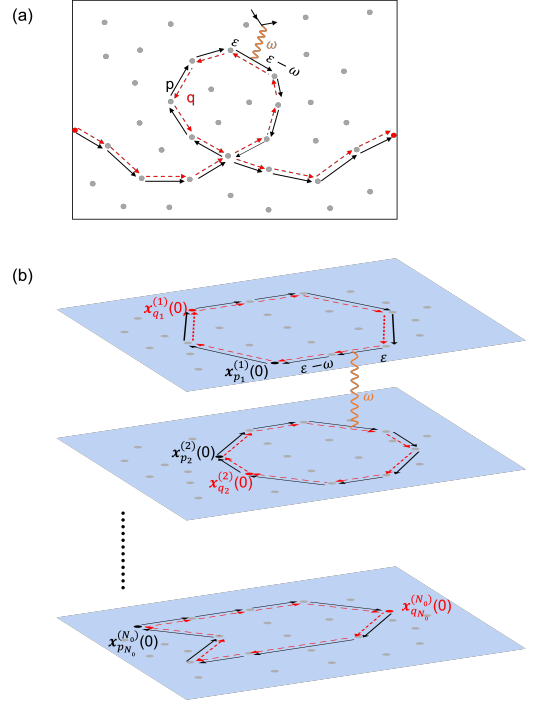 (a)
ω
ε
ε − ω
p
q
(b)
x_{q_1}^{(1)}(0)
x_{p_1}^{(1)}(0)
ε − ω
ε
ω
x_{p_2}^{(2)}(0)
x_{q_2}^{(2)}(0)
x_{q_{N_0}}^{(N_0)}(0)
x_{p_{N_0}}^{(N_0)}(0)